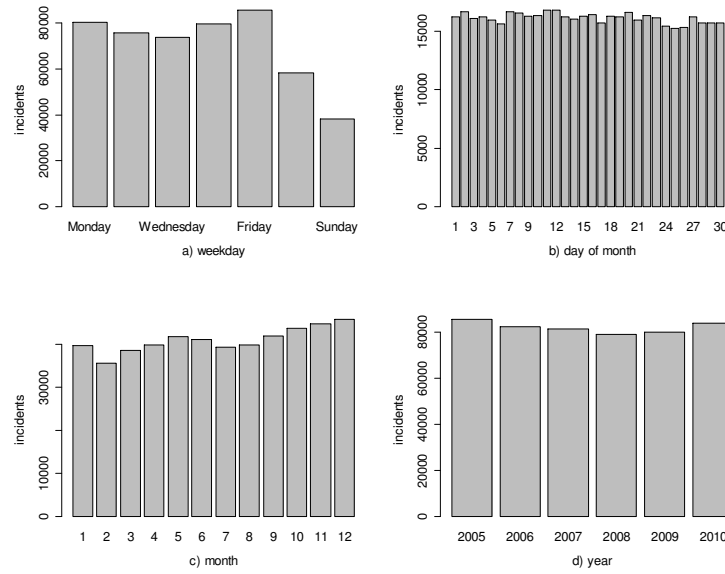 incidents
80000
60000
40000
20000
0
Monday Wednesday Friday Sunday
a) weekday
incidents
15000
10000
5000
0
1 3 5 7 9 12 15 18 21 24 27 30
b) day of month
incidents
30000
10000
0
1 2 3 4 5 6 7 8 9 10 11 12
c) month
incidents
80000
60000
40000
20000
0
2005 2006 2007 2008 2009 2010
d) year